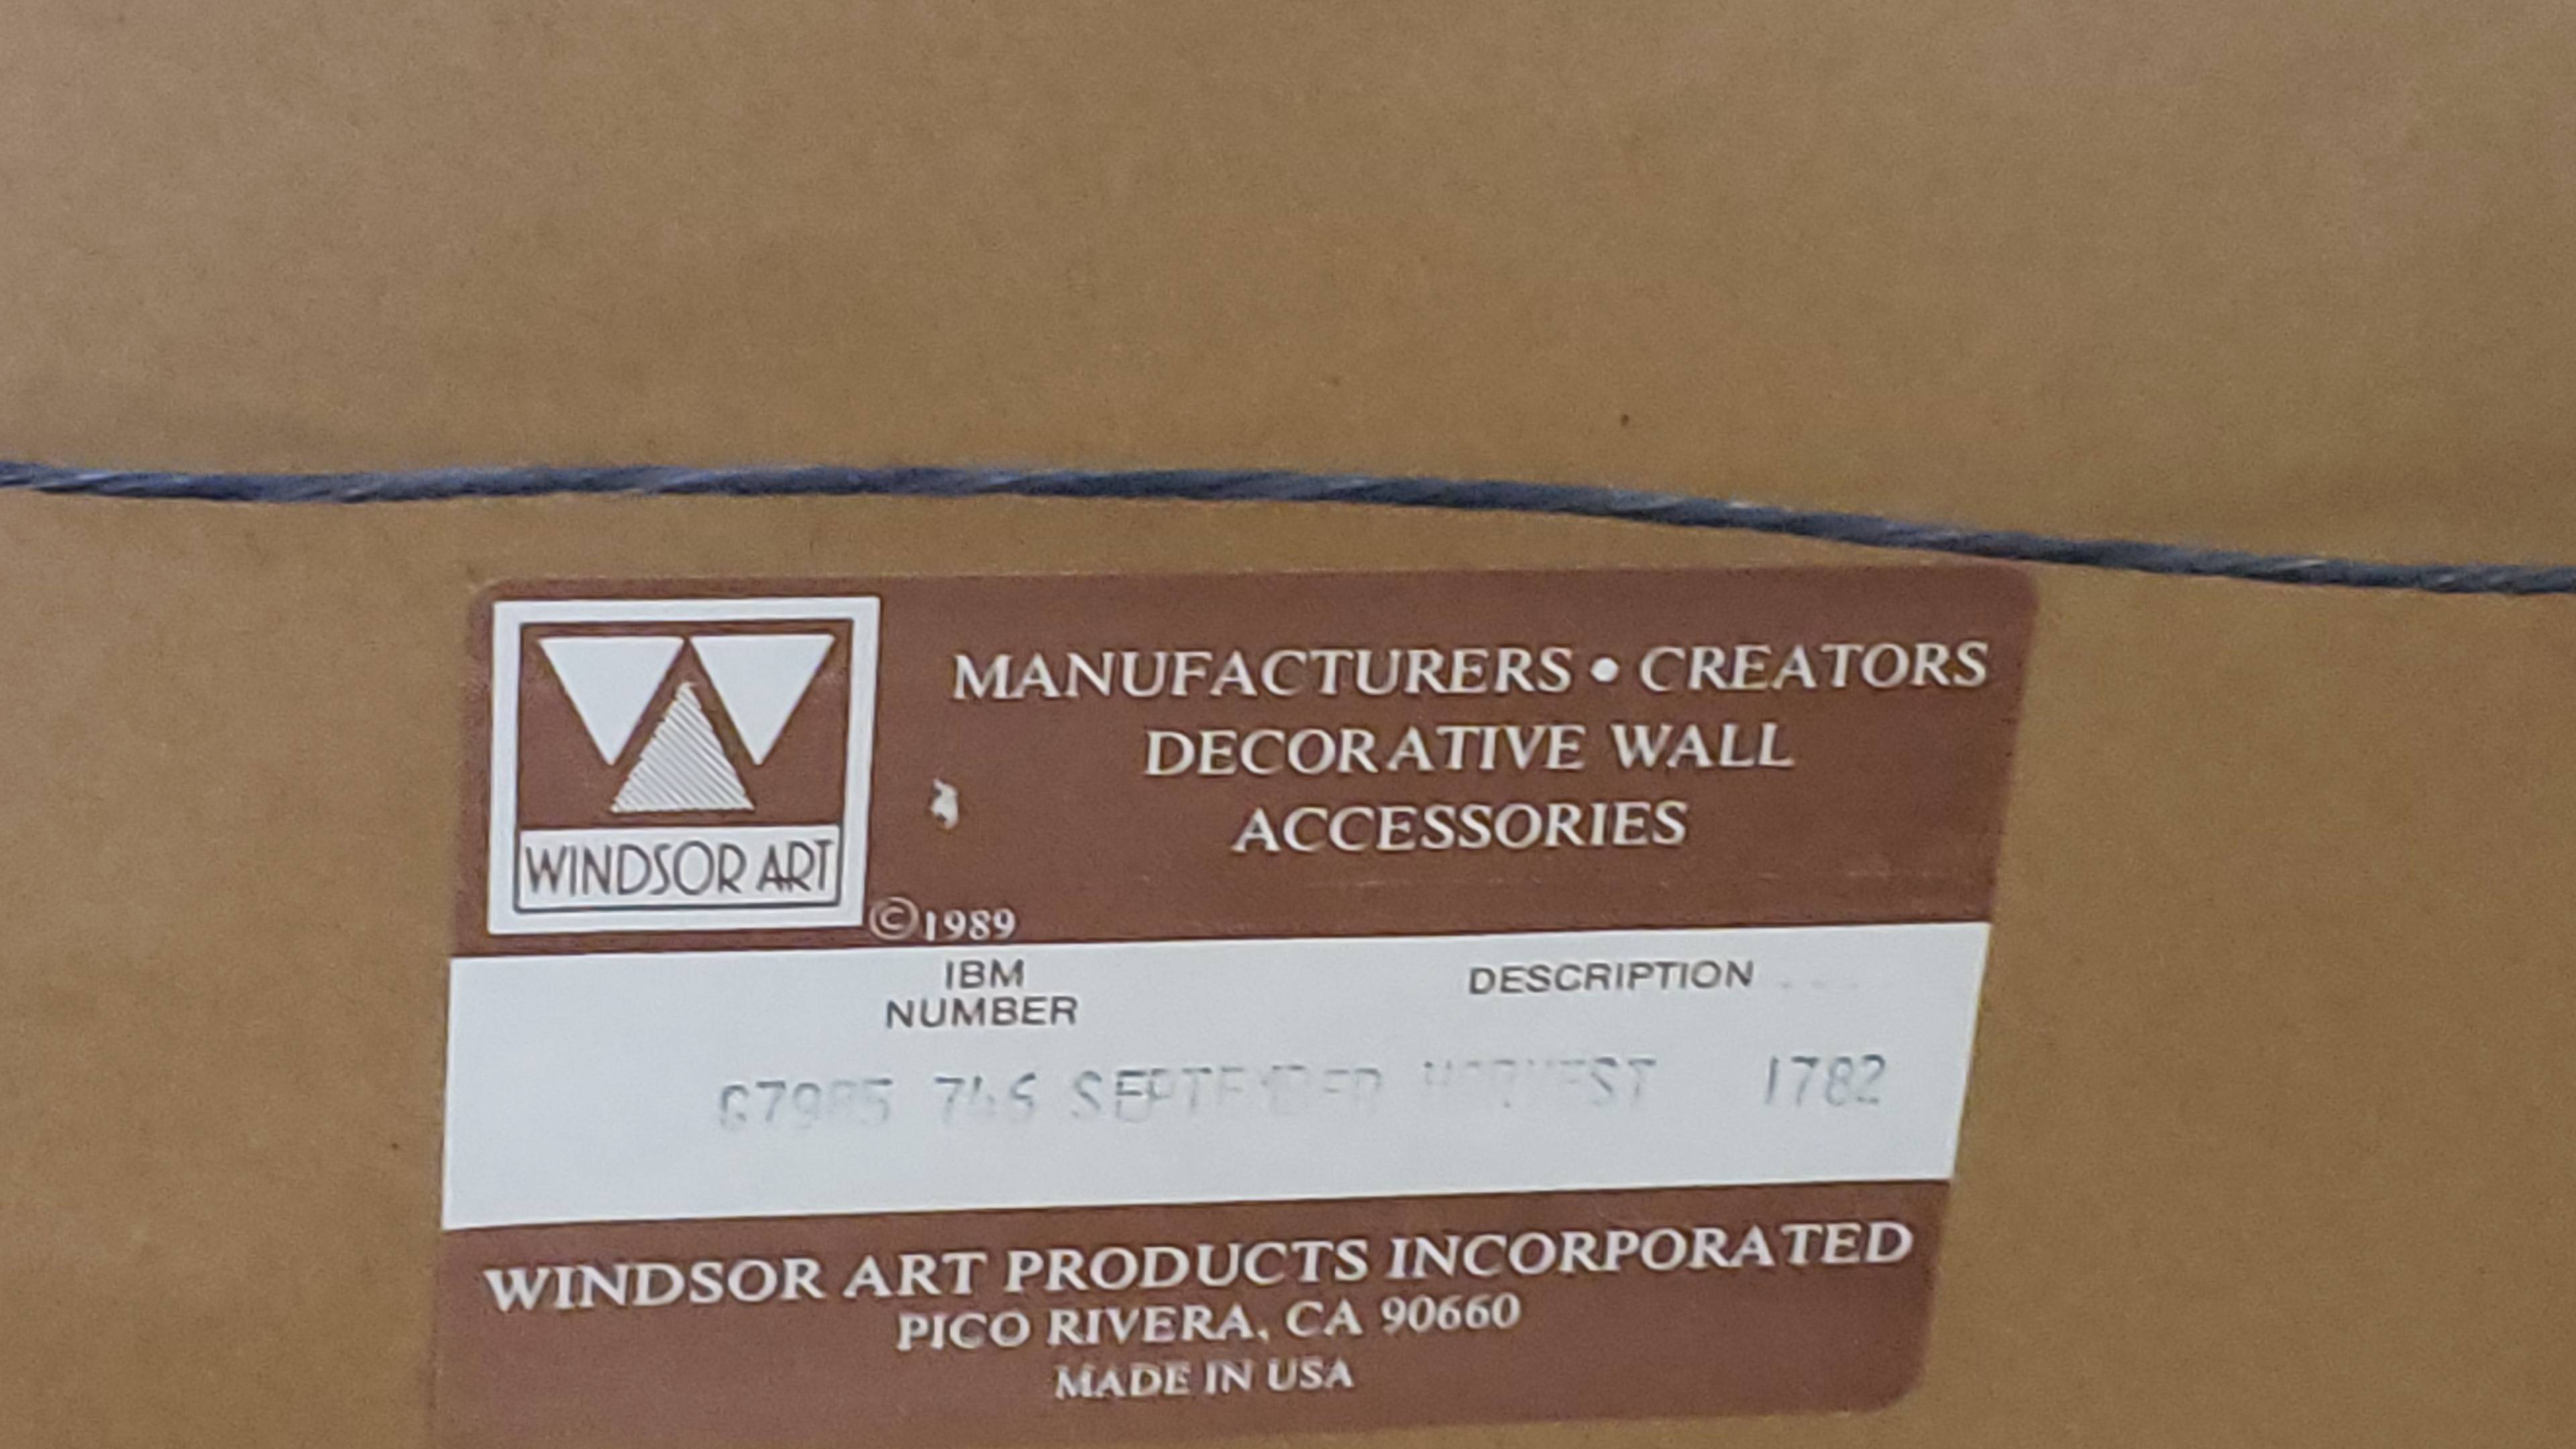 MANUFACTURERS • CREATORS
DECORATIVE WALL
ACCESSORIES
WINDSOR ART
©1989
IBM
NUMBER
DESCRIPTION
SEPTEMBER HARVEST 1782
WINDSOR ART PRODUCTS INCORPORATED
PICO RIVERA, CA 90660
MADE IN USA